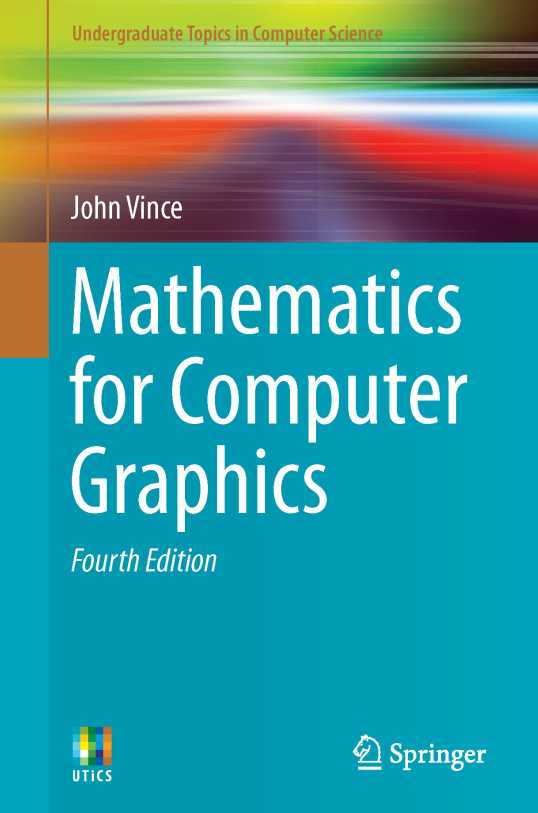 Undergraduate Topics in Computer Science
John Vince
Mathematics
for Computer
Graphics
Fourth Edition
UTiCS
Springer